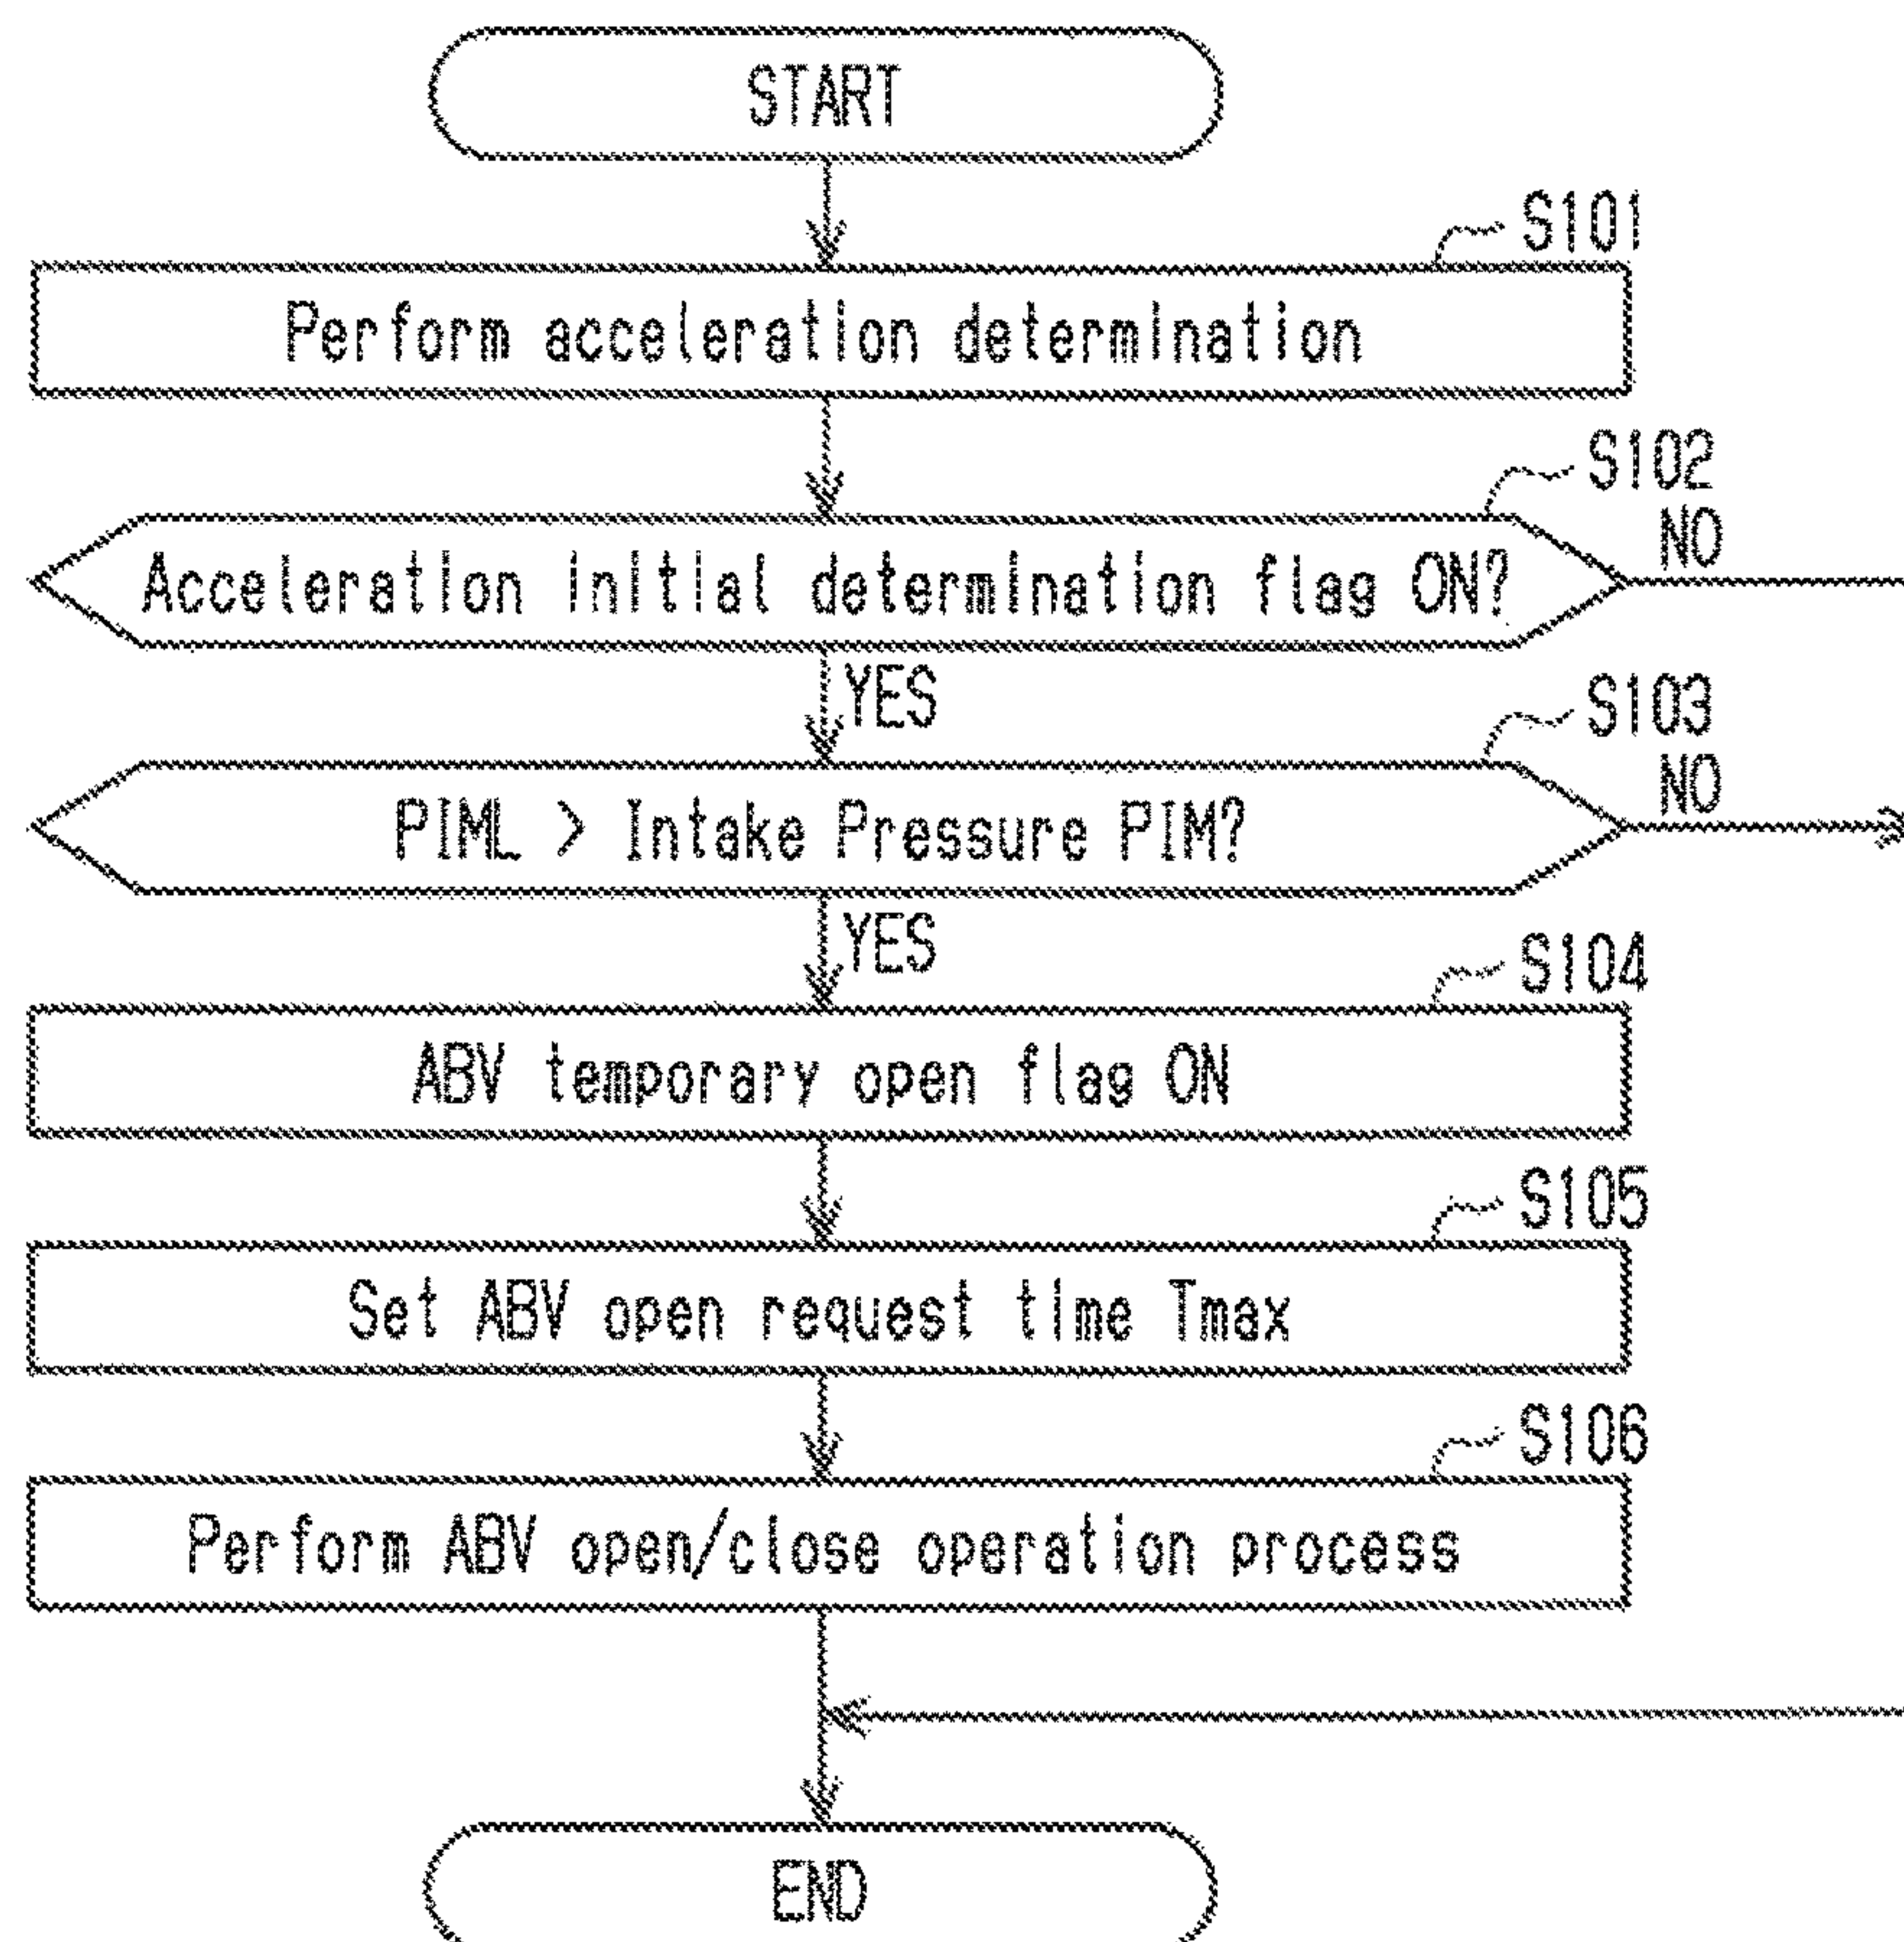 START
S101
Perform acceleration determination
S102
NO
Acceleration initial determination flag ON?
YES
S103
NO
PIML > Intake Pressure PIM?
YES
S104
ABV temporary open flag ON
S105
Set ABV open request time Tmax
S106
Perform ABV open/close operation process
END